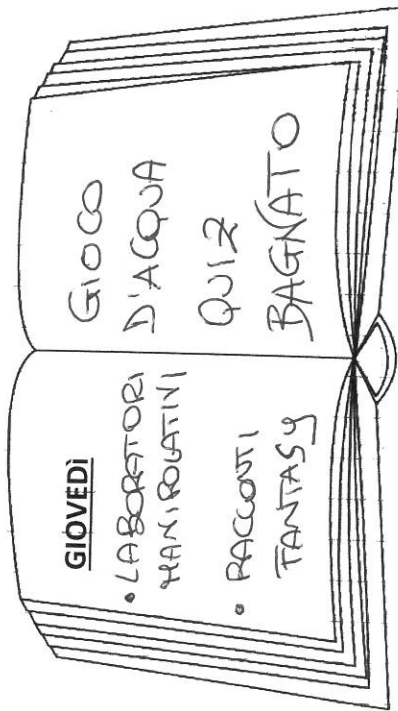 GIOVEDÌ
• LABORATORI
MANIPOLATIVI
• RACCONTI
FANTASY
GIOCO
D'ACQUA
QUIZ
BAGNATO